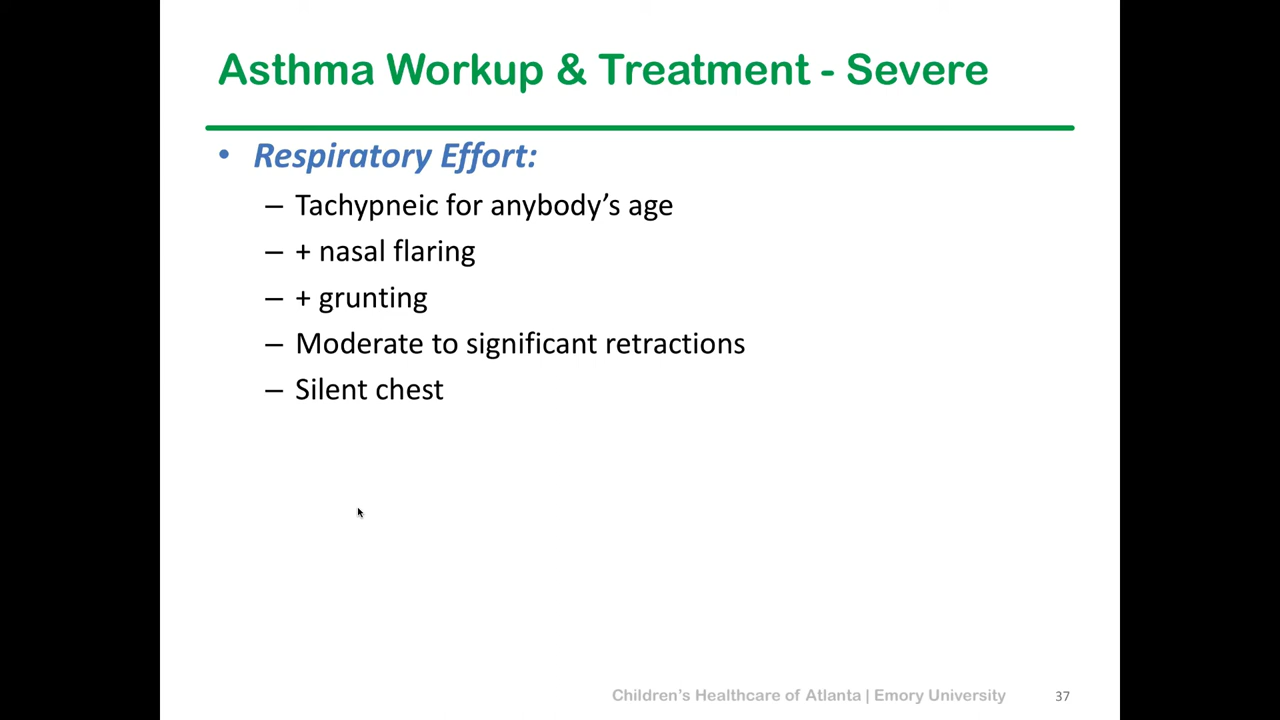 Asthma Workup & Treatment - Severe
• Respiratory Effort:
– Tachypneic for anybody’s age
– + nasal flaring
– + grunting
– Moderate to significant retractions
– Silent chest
Children’s Healthcare of Atlanta | Emory University 37